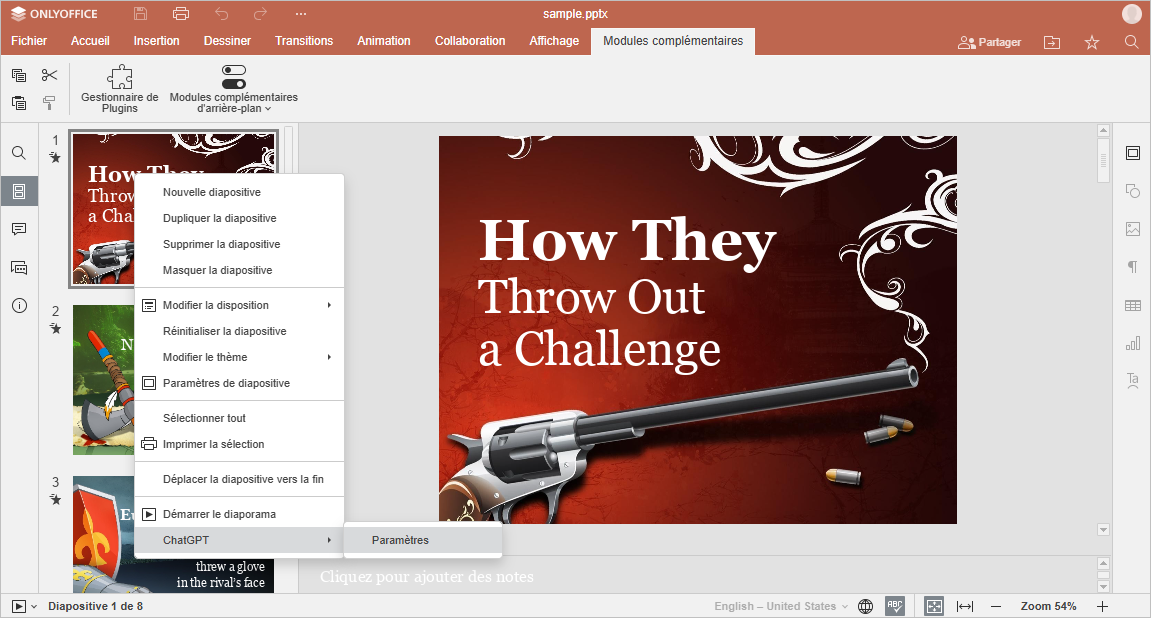 ONLYOFFICE
sample.pptx
Fichier Accueil Insertion Dessiner Transitions Animation Collaboration Affichage Modules complémentaires
Partager
Gestionnaire de
Plugins
Modules complémentaires
d'arrière-plan
1
How They
Throw
a Cha
Nouvelle diapositive
Dupliquer la diapositive
Supprimer la diapositive
Masquer la diapositive
Modifier la disposition
Réinitialiser la diapositive
Modifier le thème
Paramètres de diapositive
Sélectionner tout
Imprimer la sélection
Déplacer la diapositive vers la fin
Démarrer le diaporama
ChatGPT
Paramètres
2
N
3
Eu
threw a glove
in the rival's face
How They
Throw Out
a Challenge
Cliquez pour ajouter des notes
Diapositive 1 de 8
English – United States
ABC
Zoom 54%